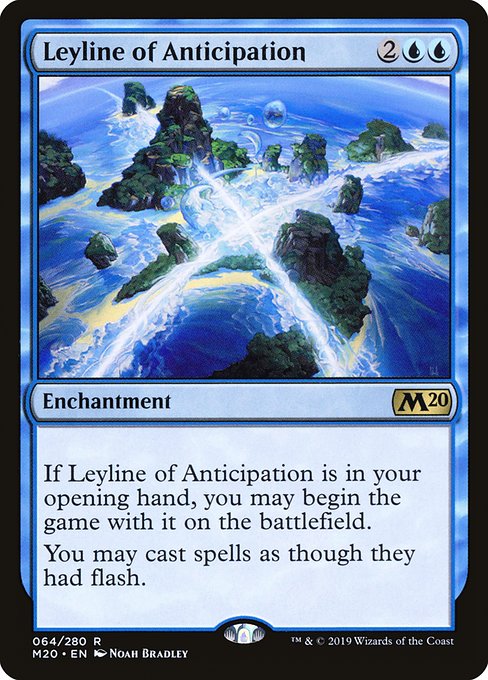 Leyline of Anticipation 2
Enchantment M20
If Leyline of Anticipation is in your
opening hand, you may begin the
game with it on the battlefield.
You may cast spells as though they
had flash.
064/280 R
M20 • EN Noah Bradley
™ & © 2019 Wizards of the Coast